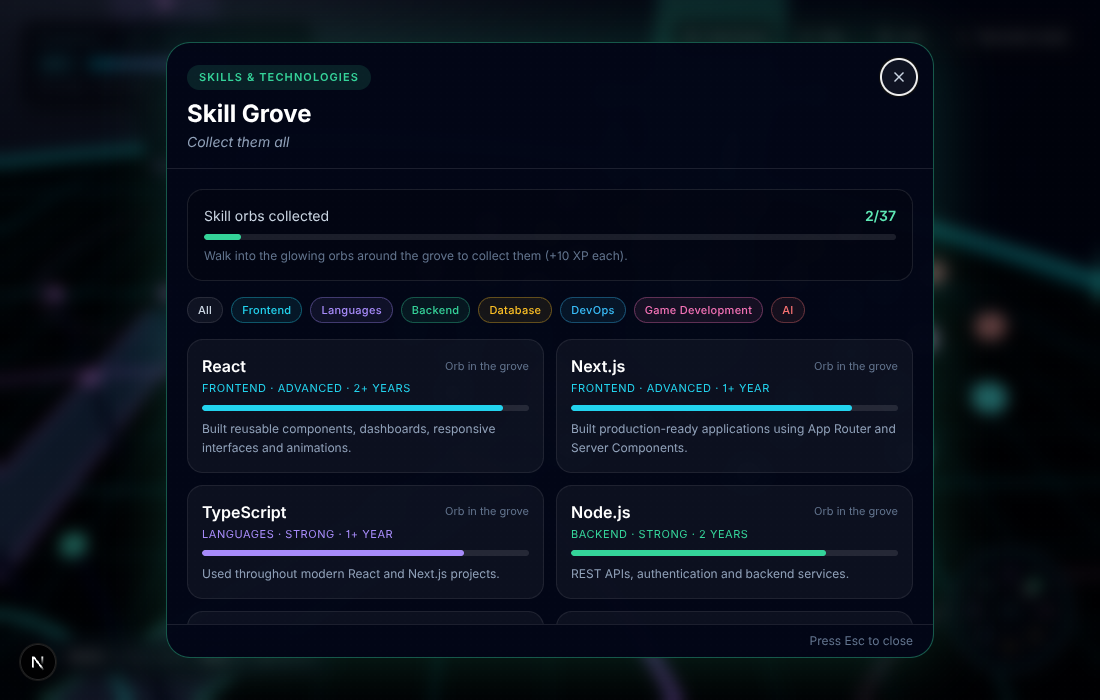 SKILLS & TECHNOLOGIES
Skill Grove
Collect them all
Skill orbs collected
2/37
Walk into the glowing orbs around the grove to collect them (+10 XP each).
All
Frontend
Languages
Backend
Database
DevOps
Game Development
AI
React
Orb in the grove
FRONTEND · ADVANCED · 2+ YEARS
Built reusable components, dashboards, responsive
interfaces and animations.
Next.js
Orb in the grove
FRONTEND · ADVANCED · 1+ YEAR
Built production-ready applications using App Router and
Server Components.
TypeScript
Orb in the grove
LANGUAGES · STRONG · 1+ YEAR
Used throughout modern React and Next.js projects.
Node.js
Orb in the grove
BACKEND · STRONG · 2 YEARS
REST APIs, authentication and backend services.
Press Esc to close
N